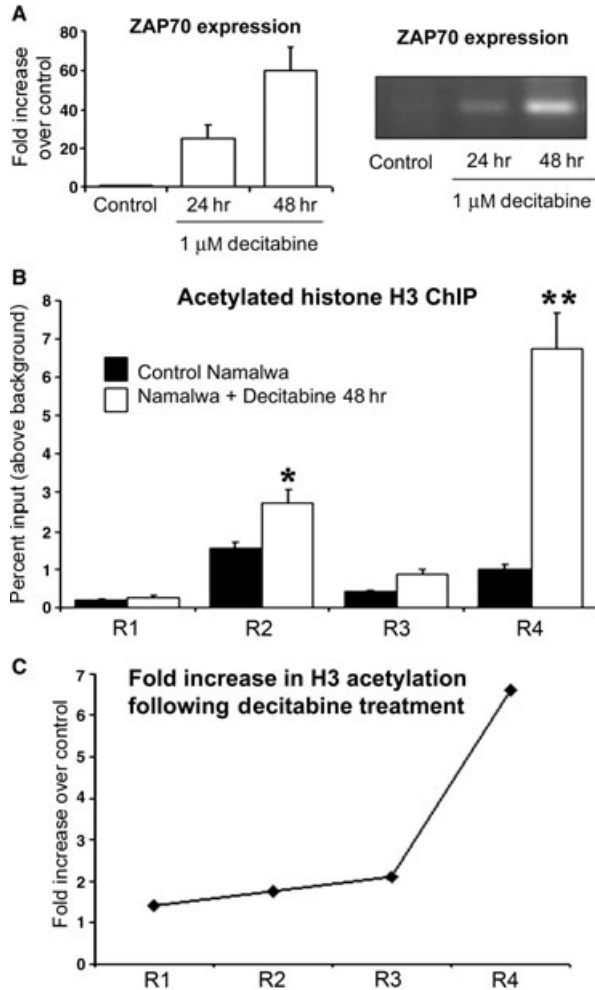 A
ZAP70 expression
Fold increase
over control
80
60
40
20
0
Control
24 hr
48 hr
1 μM decitabine
ZAP70 expression
Control
24 hr
48 hr
1 μM decitabine
B
Acetylated histone H3 ChIP
Percent input (above background)
8
7
6
5
4
3
2
1
0
Control Namalwa
Namalwa + Decitabine 48 hr
*
**
R1
R2
R3
R4
C
Fold increase in H3 acetylation
following decitabine treatment
Fold increase over control
7
6
5
4
3
2
1
0
R1
R2
R3
R4